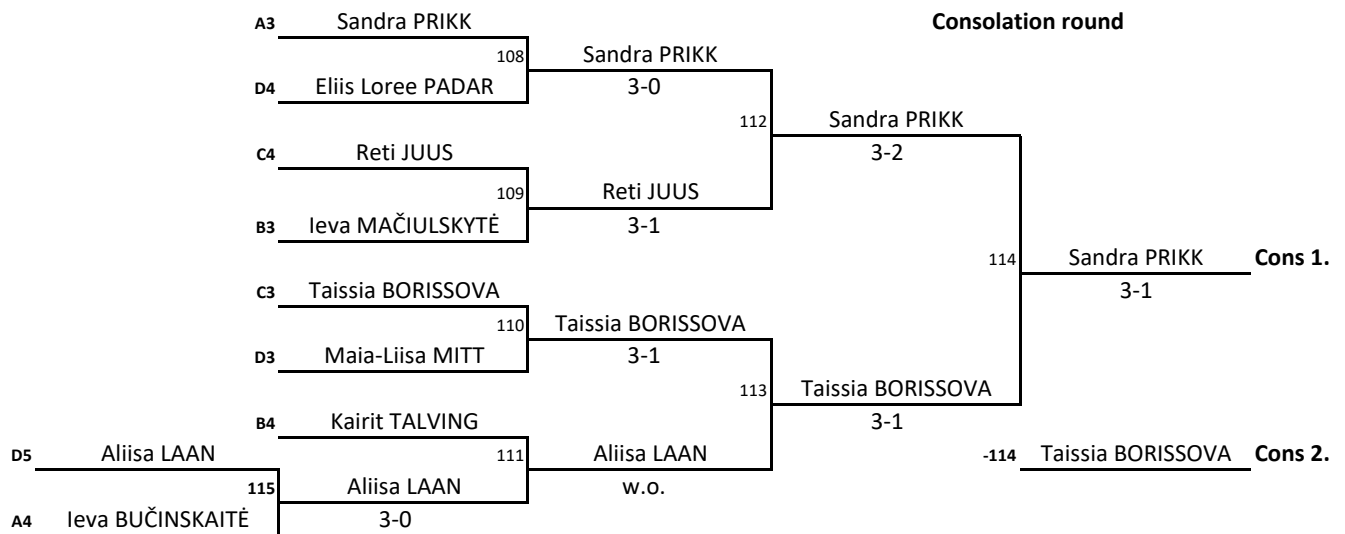 A3 Sandra PRIKK Consolation round
108 Sandra PRIKK
D4 Eliis Loree PADAR 3-0
112 Sandra PRIKK
C4 Reti JUUS 3-2
109 Reti JUUS
B3 Ieva MAČIULSKYTĖ 3-1
114 Sandra PRIKK Cons 1.
C3 Taissia BORISSOVA 3-1
110 Taissia BORISSOVA
D3 Maia-Liisa MITT 3-1
113 Taissia BORISSOVA
B4 Kairit TALVING 3-1
D5 Aliisa LAAN 111 Aliisa LAAN -114 Taissia BORISSOVA Cons 2.
115 Aliisa LAAN w.o.
A4 Ieva BUČINSKAITĖ 3-0